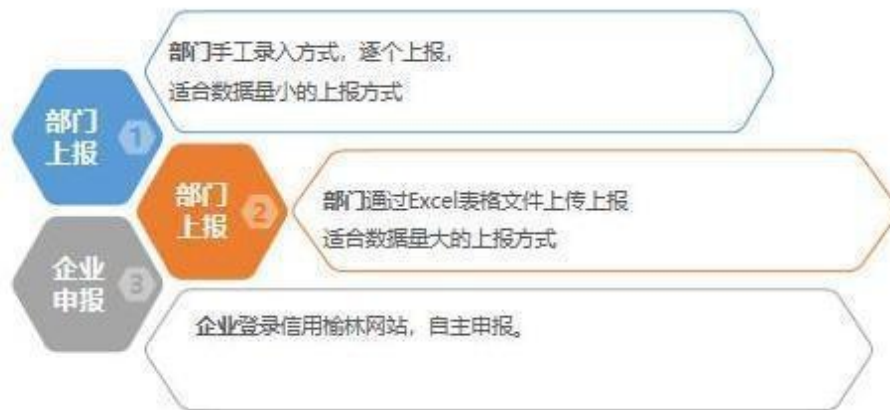 部门手工录入方式，逐个上报，
适合数据量小的上报方式
部门
上报
1
部门
上报
2
部门通过Excel表格文件上传上报
适合数据量大的上报方式
企业
申报
3
企业登录信用榆林网站，自主申报。